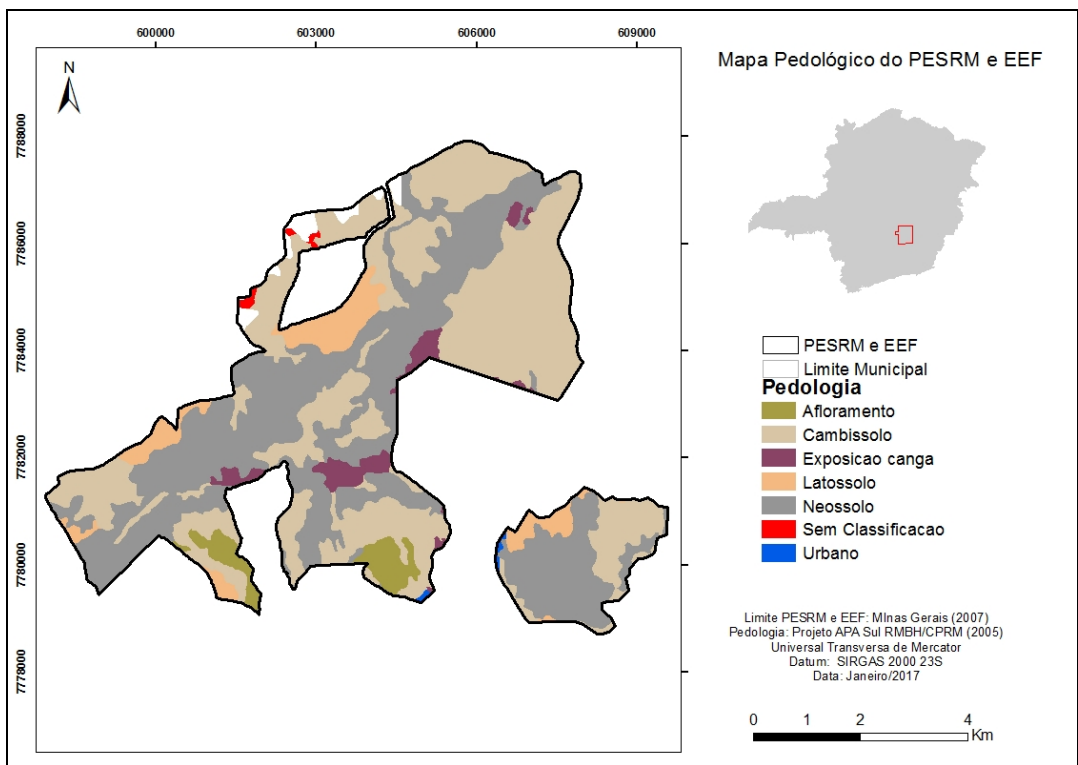 600000
603000
606000
609000
N
7788000
7786000
7784000
7782000
7780000
7778000
Mapa Pedológico do PESRM e EEF
PESRM e EEF
Limite Municipal
Pedologia
Afloramento
Cambissolo
Exposicao canga
Latossolo
Neossolo
Sem Classificacao
Urbano
Limite PESRM e EEF: MInas Gerais (2007)
Pedologia: Projeto APA Sul RMBH/CPRM (2005)
Universal Transversa de Mercator
Datum: SIRGAS 2000 23S
Data: Janeiro/2017
0 1 2 4
Km